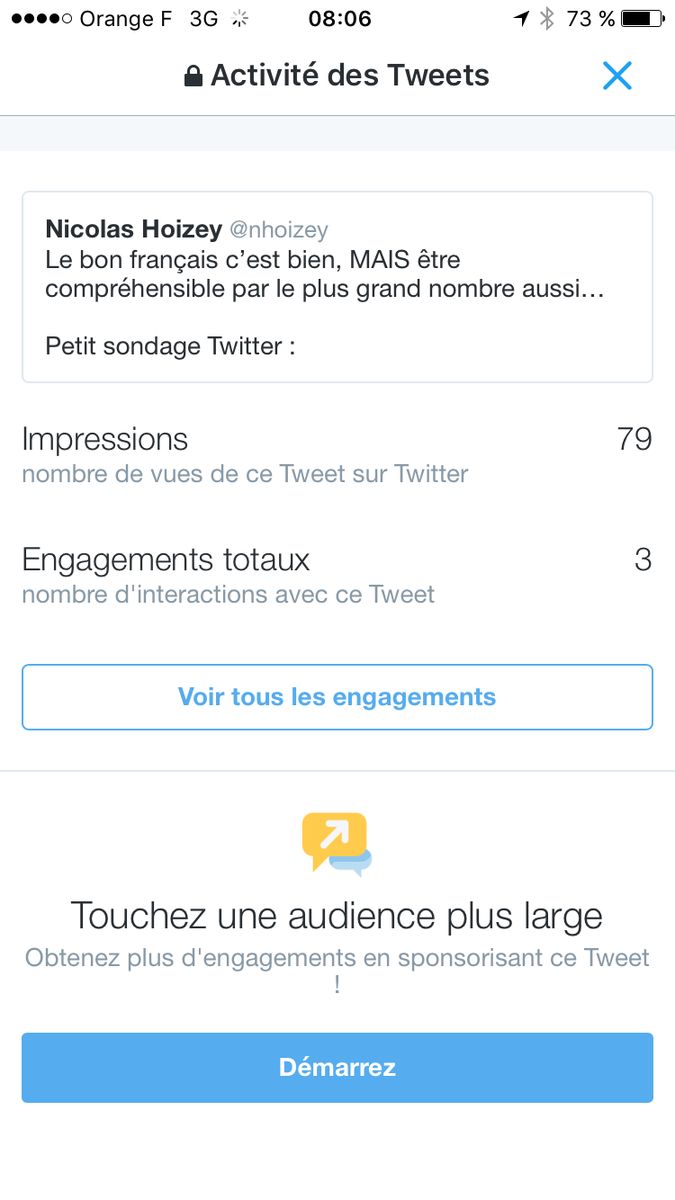 Orange F 3G 08:06 73 %
Activité des Tweets
Nicolas Hoizey @nhoizey
Le bon français c’est bien, MAIS être
compréhensible par le plus grand nombre aussi…
Petit sondage Twitter :
Impressions 79
nombre de vues de ce Tweet sur Twitter
Engagements totaux 3
nombre d'interactions avec ce Tweet
Voir tous les engagements
Touchez une audience plus large
Obtenez plus d'engagements en sponsorisant ce Tweet
!
Démarrez